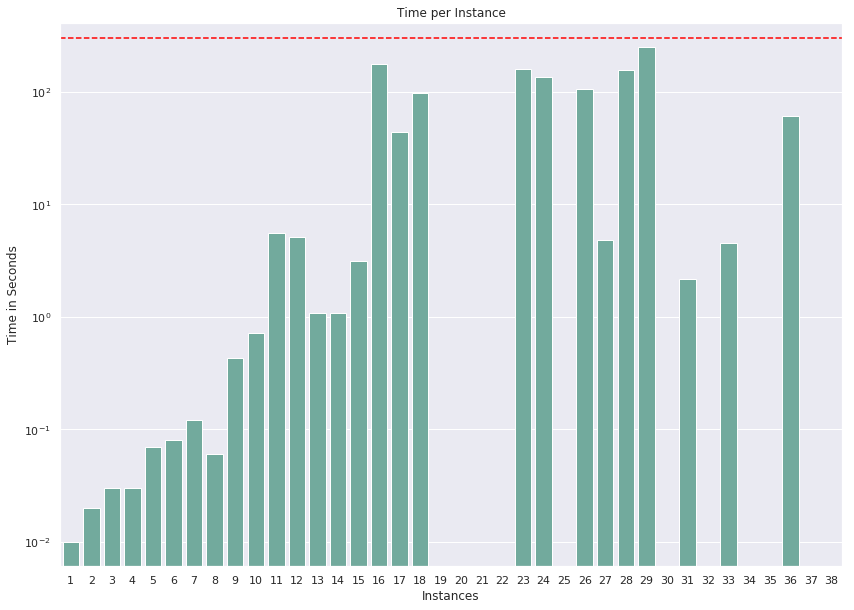 Time per Instance
Time in Seconds
10²
10¹
10⁰
10⁻¹
10⁻²
1 2 3 4 5 6 7 8 9 10 11 12 13 14 15 16 17 18 19 20 21 22 23 24 25 26 27 28 29 30 31 32 33 34 35 36 37 38
Instances